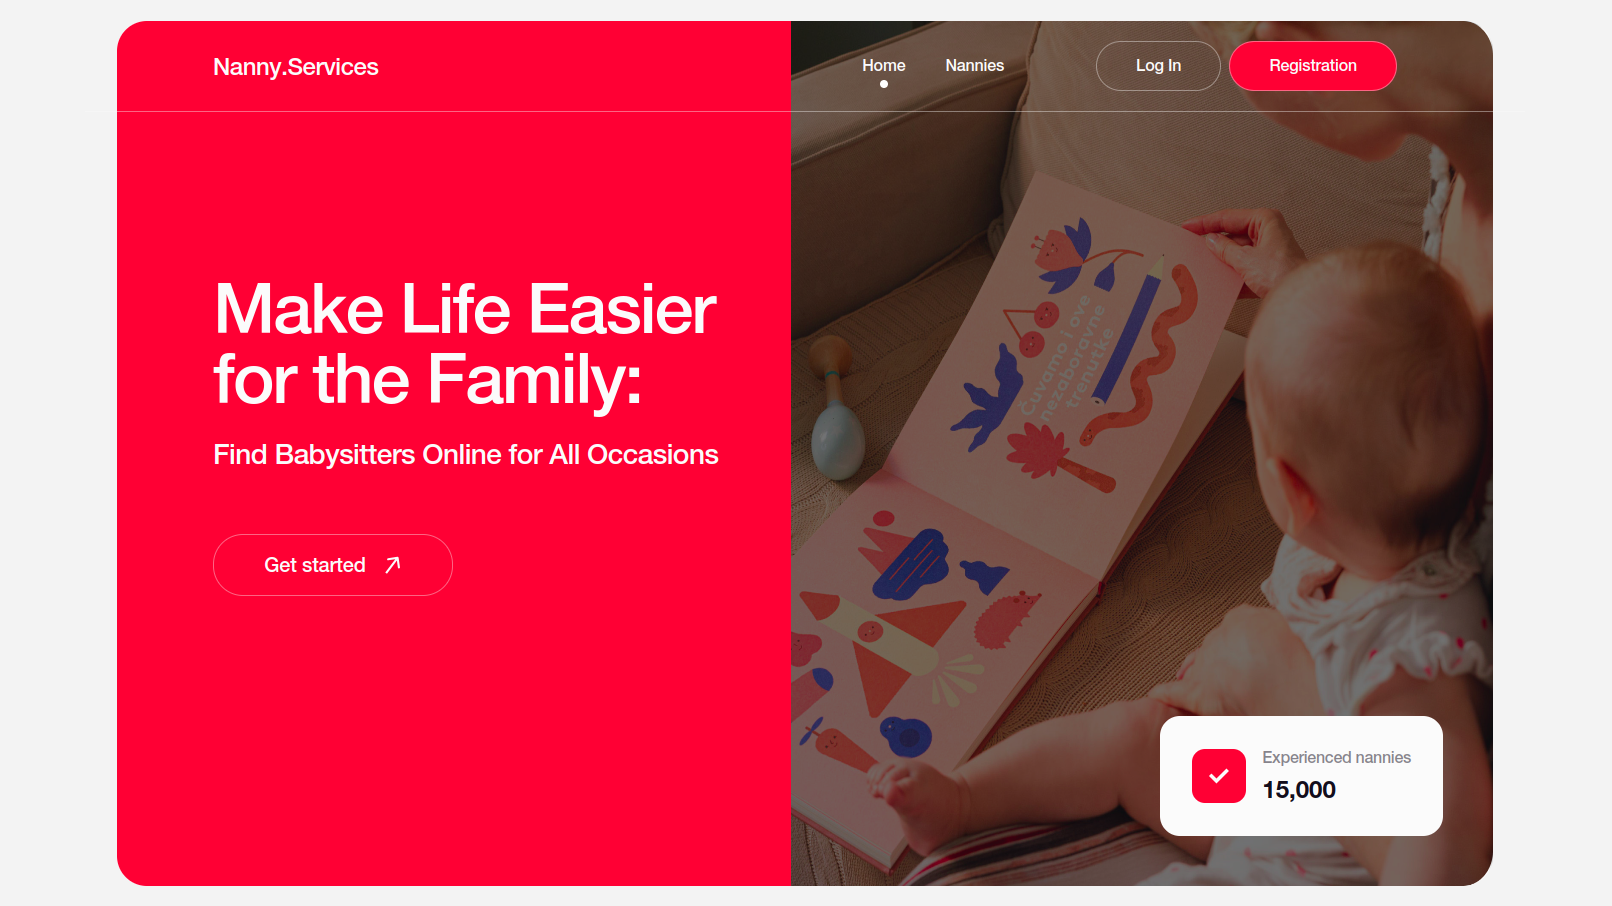 Nanny.Services
Home
Nannies
Log In
Registration
Make Life Easier
for the Family:
Find Babysitters Online for All Occasions
Get started
Čuvamo i ove
nezaboravne
trenutke
Experienced nannies
15,000